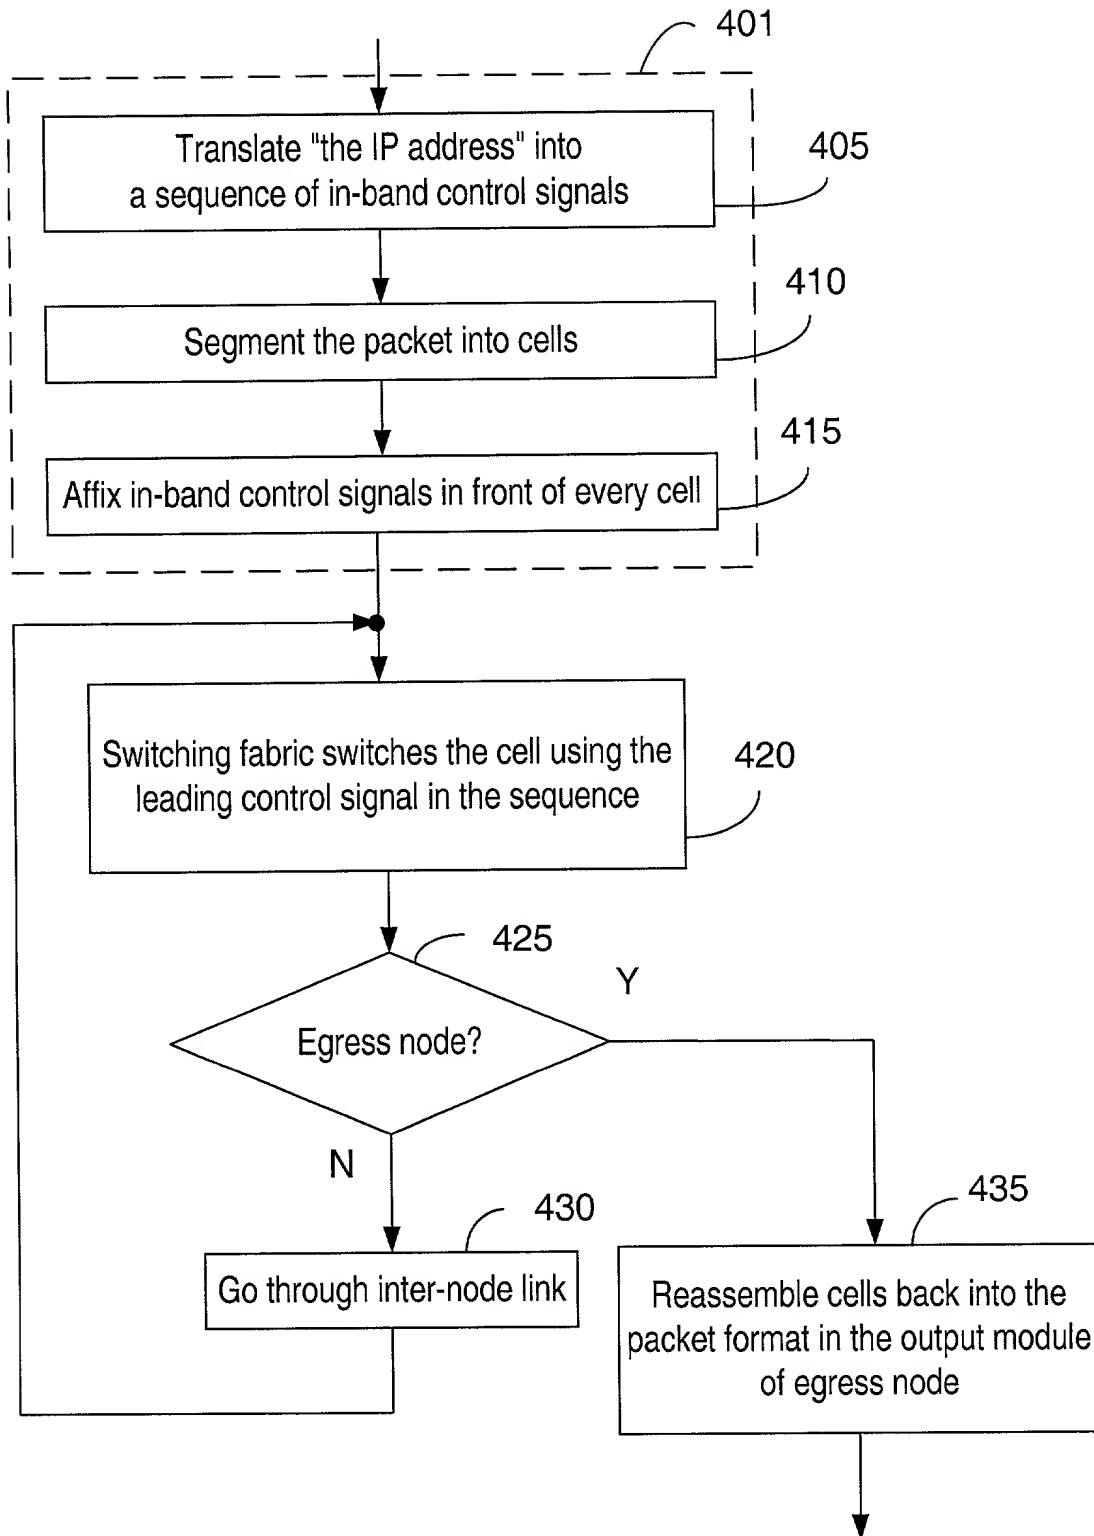 401
Translate "the IP address" into
a sequence of in-band control signals
405
410
Segment the packet into cells
415
Affix in-band control signals in front of every cell
Switching fabric switches the cell using the
leading control signal in the sequence
420
425
Y
Egress node?
N
430
435
Go through inter-node link
Reassemble cells back into the
packet format in the output module
of egress node